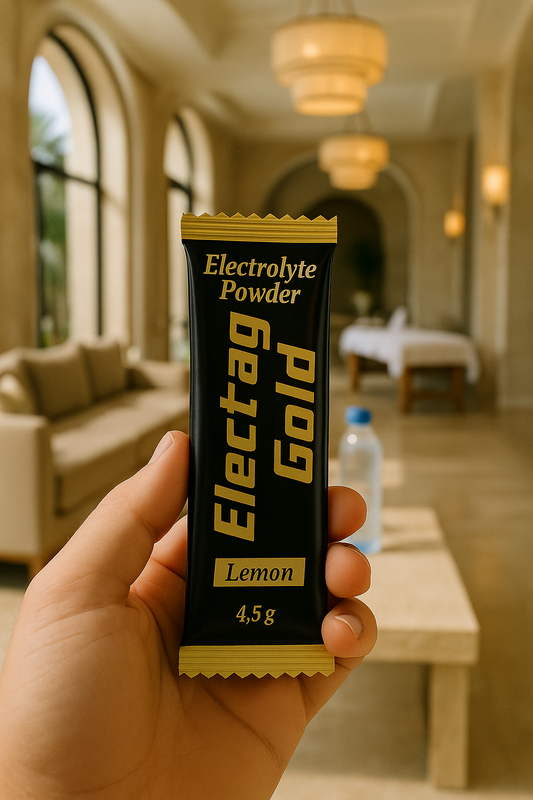 Electrolyte
Powder
Electag
Gold
Lemon
4,5 g